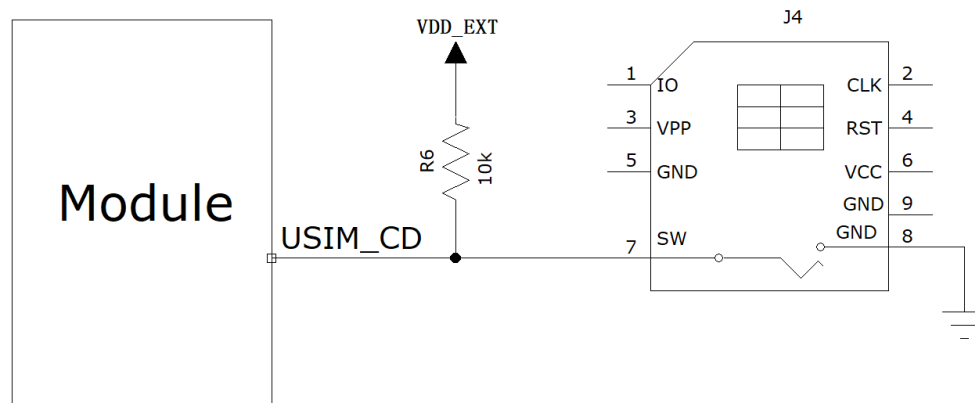 J4
VDD_EXT
1 IO CLK 2
3 VPP RST 4
R6 10k
5 GND VCC 6
Module
GND 9
USIM_CD
7 SW GND 8